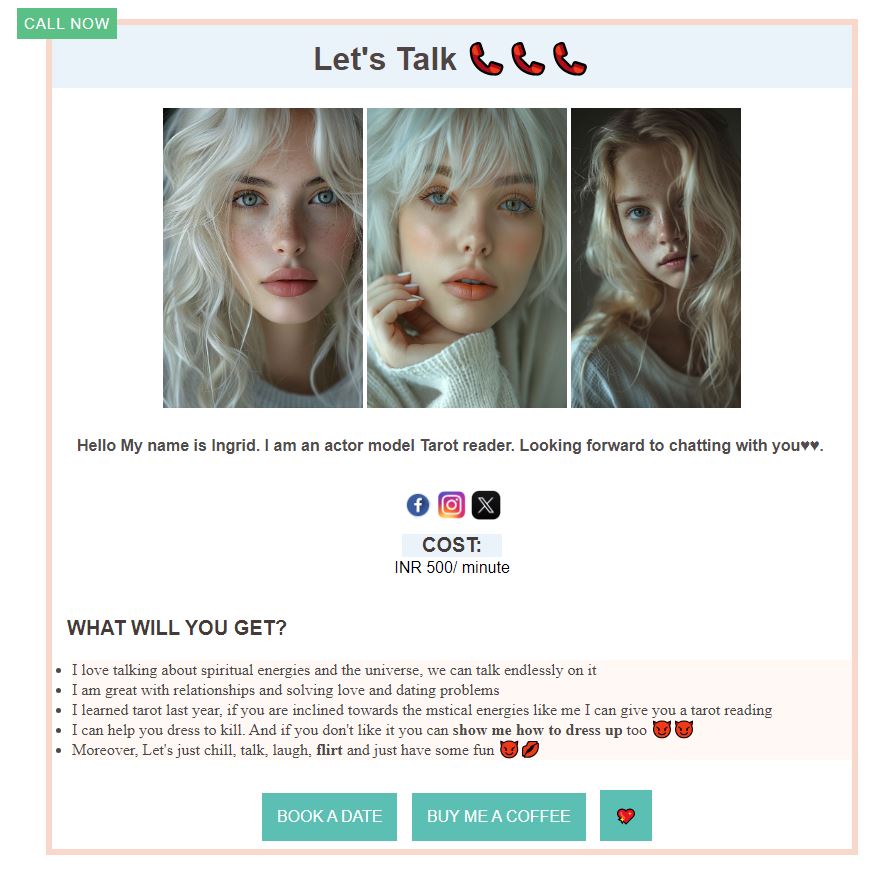 CALL NOW
Let's Talk
Hello My name is Ingrid. I am an actor model Tarot reader. Looking forward to chatting with you♥♥.
COST:
INR 500/ minute
WHAT WILL YOU GET?
• I love talking about spiritual energies and the universe, we can talk endlessly on it
• I am great with relationships and solving love and dating problems
• I learned tarot last year, if you are inclined towards the mstical energies like me I can give you a tarot reading
• I can help you dress to kill. And if you don't like it you can show me how to dress up too 😈😈
• Moreover, Let's just chill, talk, laugh, flirt and just have some fun 😈💋
BOOK A DATE
BUY ME A COFFEE